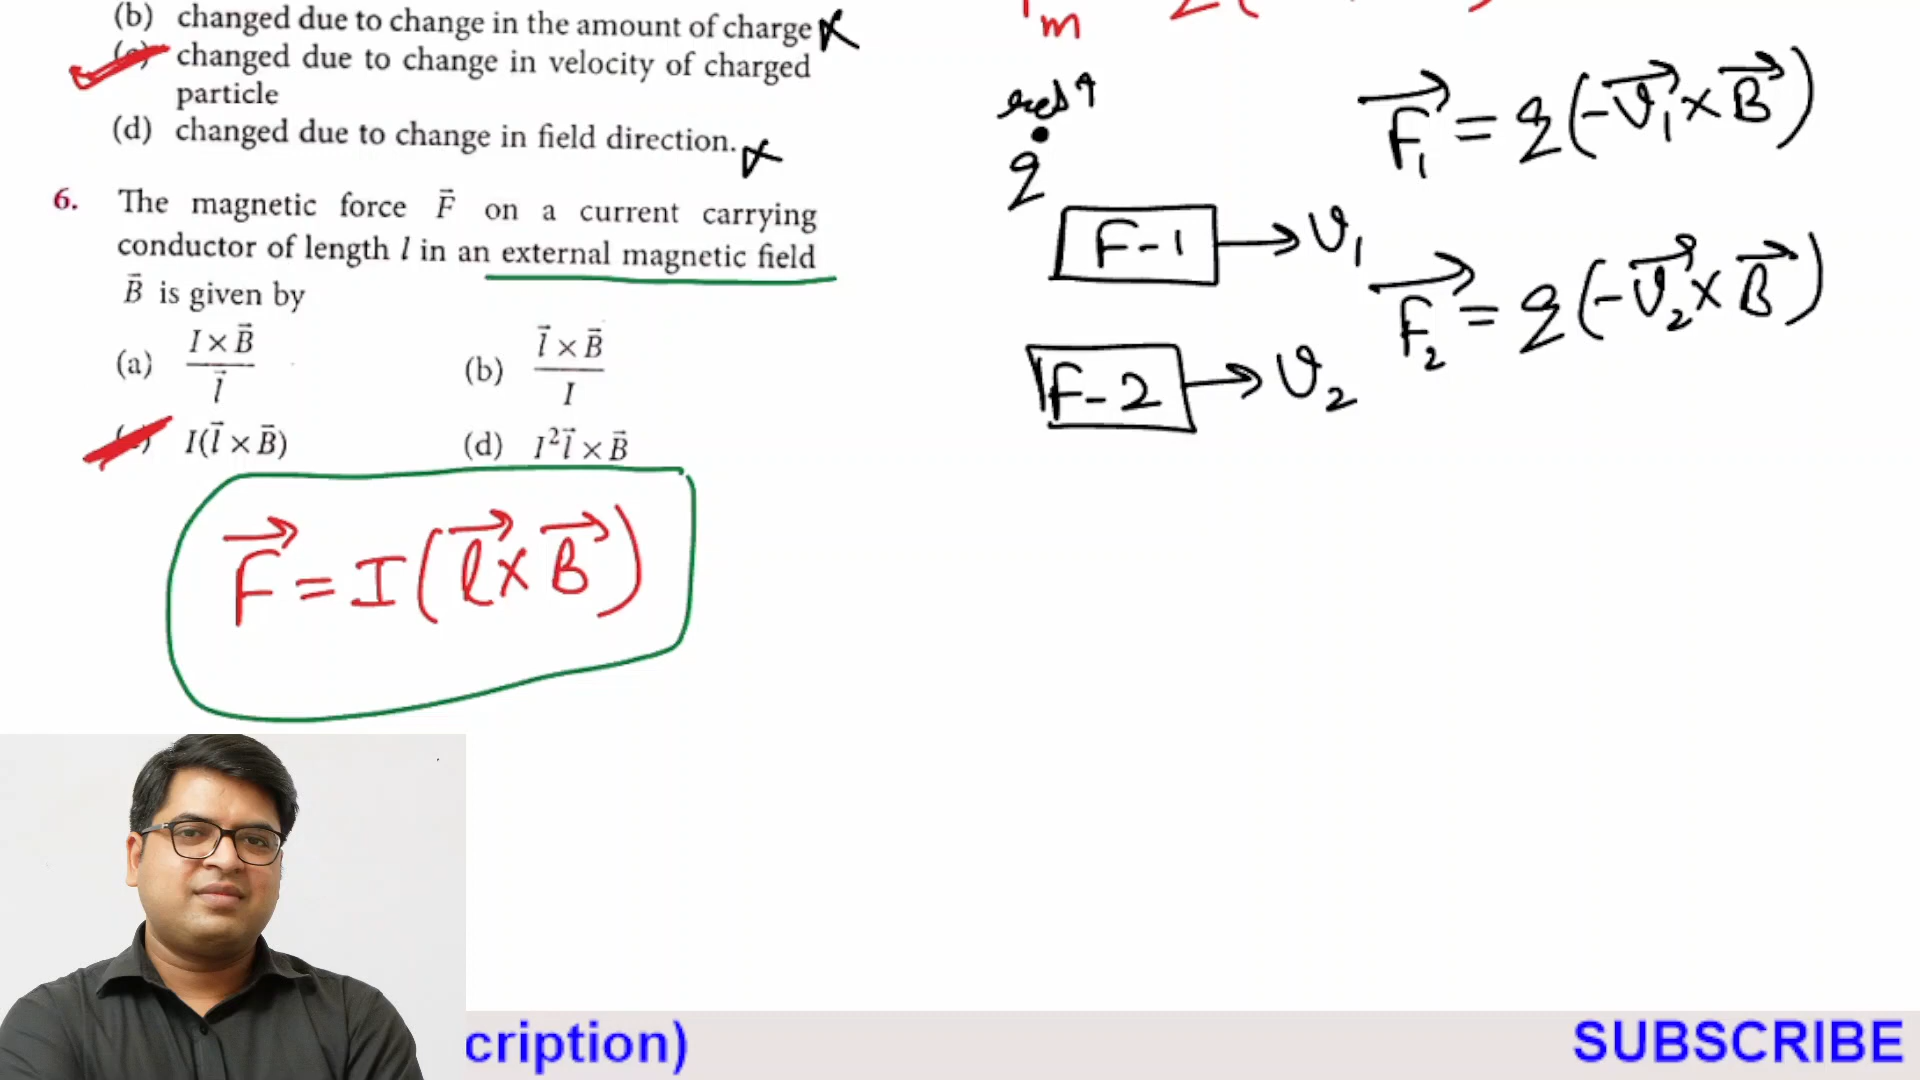 (b) changed due to change in the amount of charge ×
(c) changed due to change in velocity of charged
particle
(d) changed due to change in field direction. ×
6. The magnetic force F⃗ on a current carrying
conductor of length l in an external magnetic field
B⃗ is given by
(a) I × B⃗ / l⃗ (b) l⃗ × B⃗ / I
I(l⃗ × B⃗) (d) I² l⃗ × B⃗
F⃗ = I(l⃗ × B⃗)
m
rest
q
F-1 → v₁
F-2 → v₂
F⃗₁ = q(-v⃗₁ × B⃗)
F⃗₂ = q(-v⃗₂ × B⃗)
cription) SUBSCRIBE